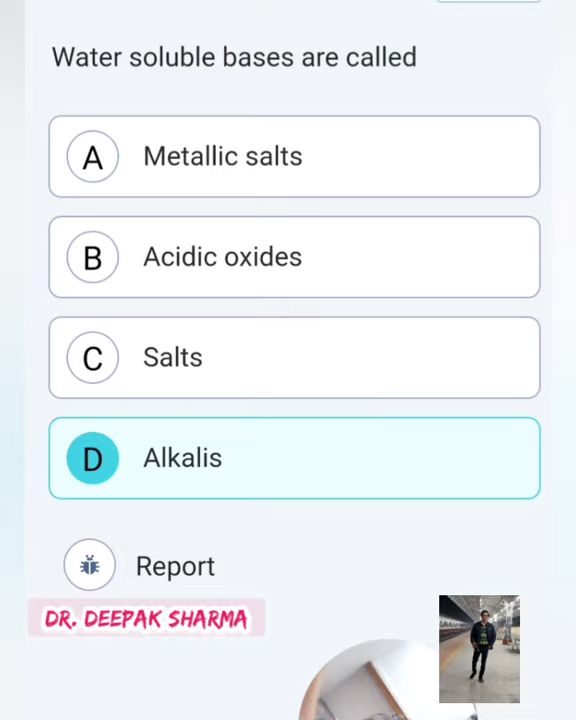 Water soluble bases are called
A Metallic salts
B Acidic oxides
C Salts
D Alkalis
Report
DR. DEEPAK SHARMA